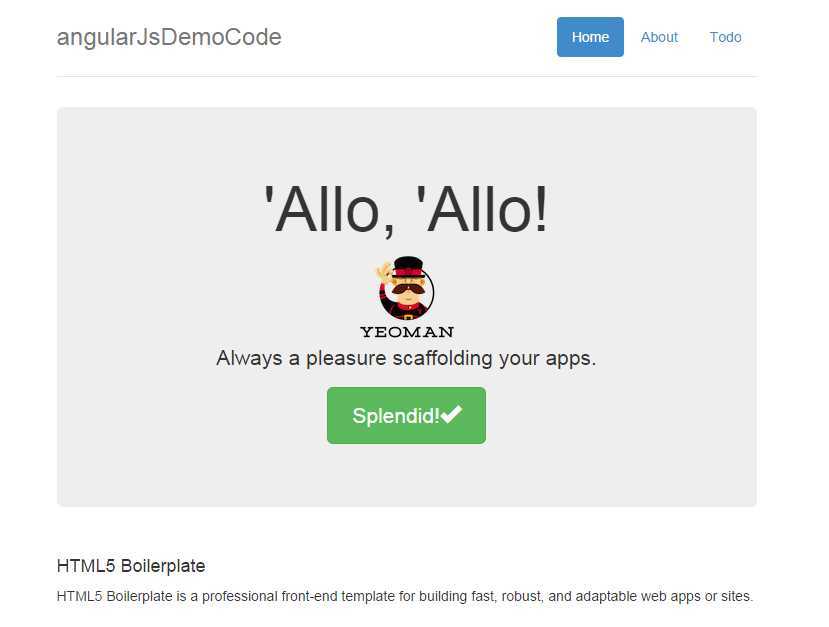 angularJsDemoCode
Home About Todo
'Allo, 'Allo!
YEOMAN
Always a pleasure scaffolding your apps.
Splendid!
HTML5 Boilerplate
HTML5 Boilerplate is a professional front-end template for building fast, robust, and adaptable web apps or sites.